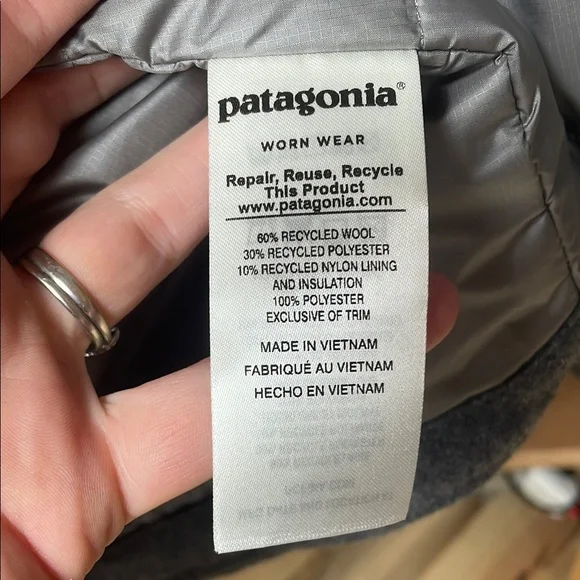 patagonia®
WORN WEAR
Repair, Reuse, Recycle
This Product
www.patagonia.com
60% RECYCLED WOOL
30% RECYCLED POLYESTER
10% RECYCLED NYLON LINING
AND INSULATION
100% POLYESTER
EXCLUSIVE OF TRIM
MADE IN VIETNAM
FABRIQUÉ AU VIETNAM
HECHO EN VIETNAM